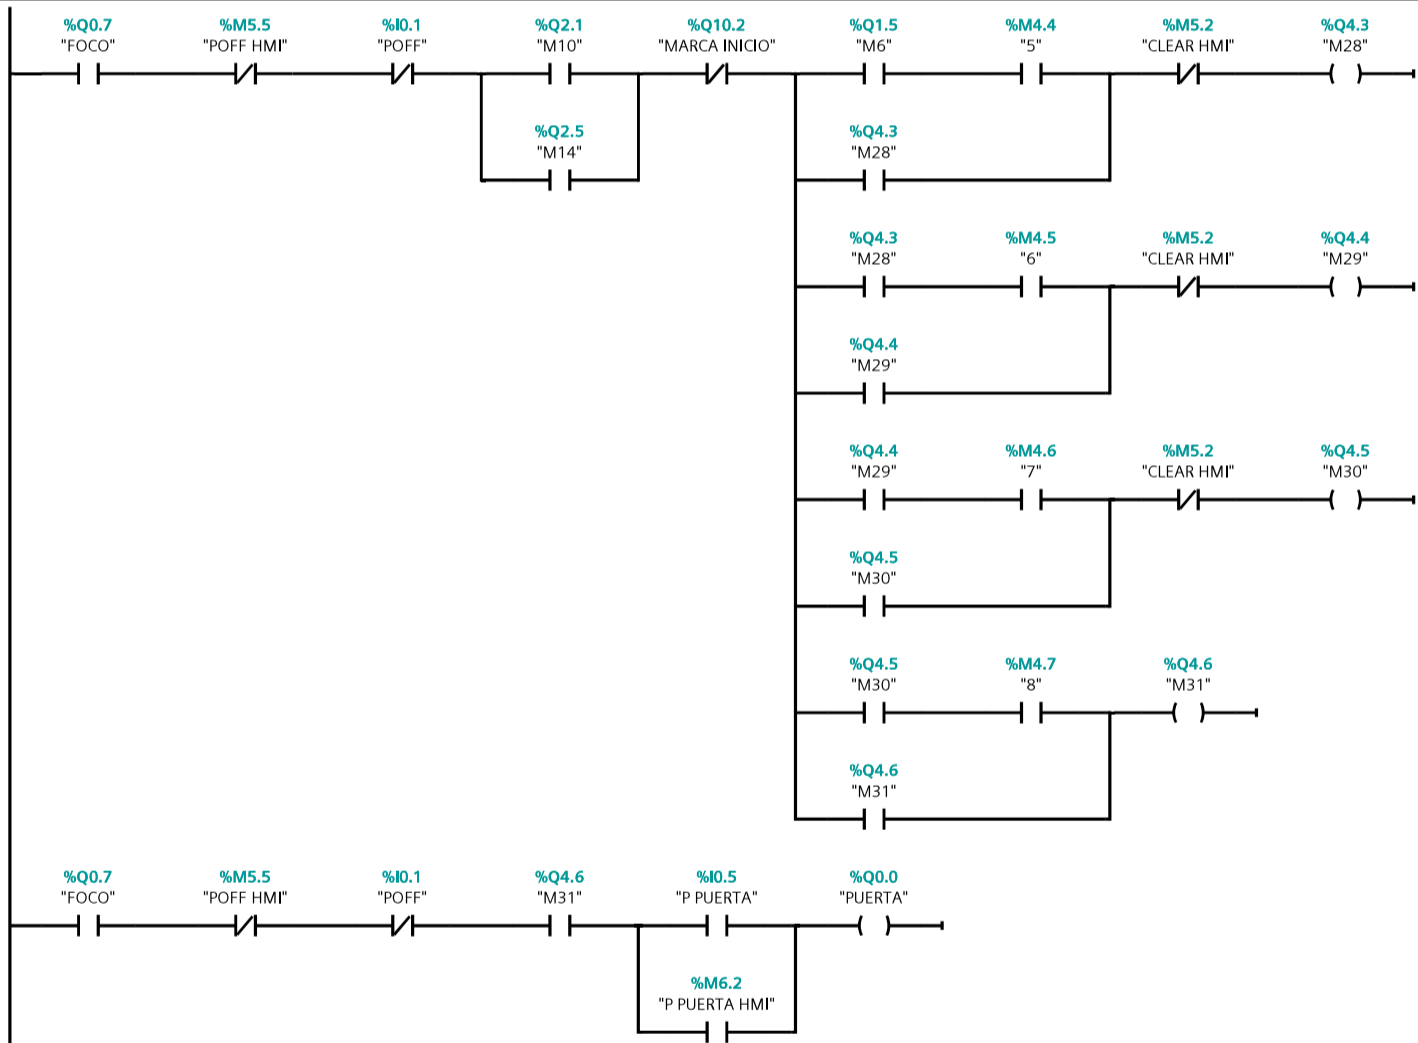 %Q0.7 %M5.5 %I0.1 %Q2.1 %Q10.2 %Q1.5 %M4.4 %M5.2 %Q4.3
"FOCO" "POFF HMI" "POFF" "M10" "MARCA INICIO" "M6" "5" "CLEAR HMI" "M28"
%Q2.5 %Q4.3
"M14" "M28"
%Q4.3 %M4.5 %M5.2 %Q4.4
"M28" "6" "CLEAR HMI" "M29"
%Q4.4
"M29"
%Q4.4 %M4.6 %M5.2 %Q4.5
"M29" "7" "CLEAR HMI" "M30"
%Q4.5
"M30"
%Q4.5 %M4.7 %Q4.6
"M30" "8" "M31"
%Q4.6
"M31"
%Q0.7 %M5.5 %I0.1 %Q4.6 %I0.5 %Q0.0
"FOCO" "POFF HMI" "POFF" "M31" "P PUERTA" "PUERTA"
%M6.2
"P PUERTA HMI"